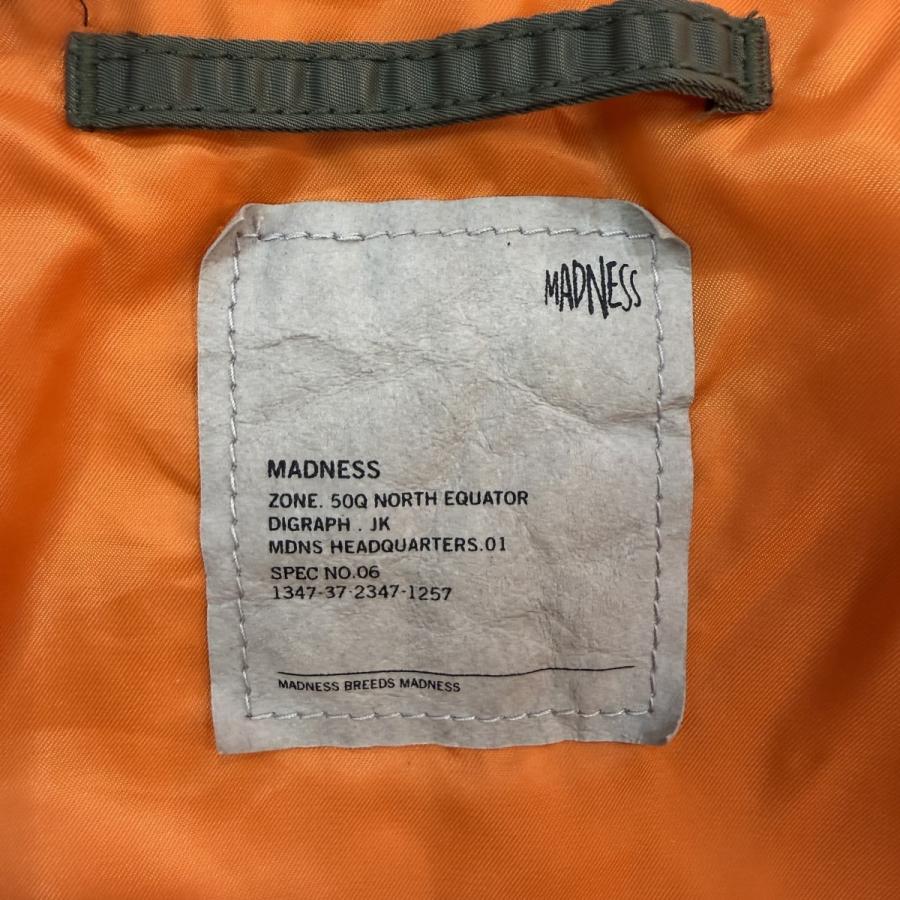 MADNESS
MADNESS
ZONE. 50Q NORTH EQUATOR
DIGRAPH . JK
MDNS HEADQUARTERS.01
SPEC NO.06
1347-37-2347-1257
MADNESS BREEDS MADNESS